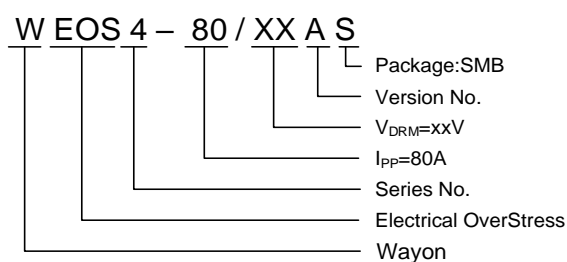 W EOS 4 – 80 / XX A S
Package:SMB
Version No.
VDRM=xxV
IPP=80A
Series No.
Electrical OverStress
Wayon